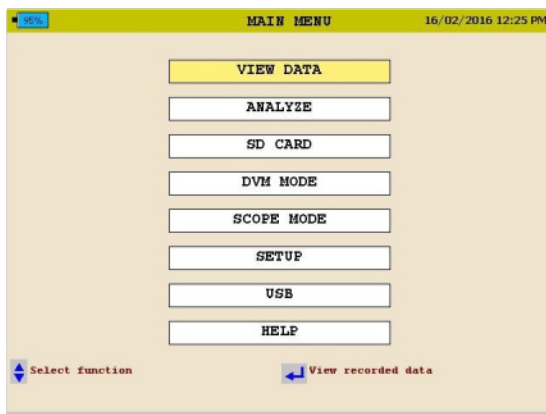 95% MAIN MENU 16/02/2016 12:25 PM
VIEW DATA
ANALYZE
SD CARD
DVM MODE
SCOPE MODE
SETUP
USB
HELP
Select function View recorded data